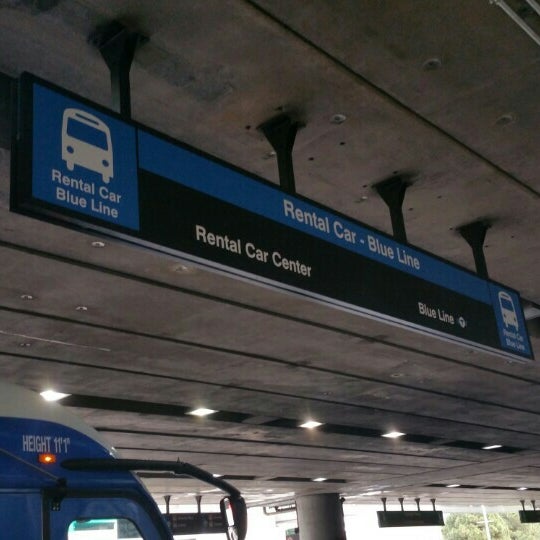 Rental Car
Blue Line
Rental Car - Blue Line
Rental Car Center
Blue Line
Rental Car
Blue Line
HEIGHT 11'1"